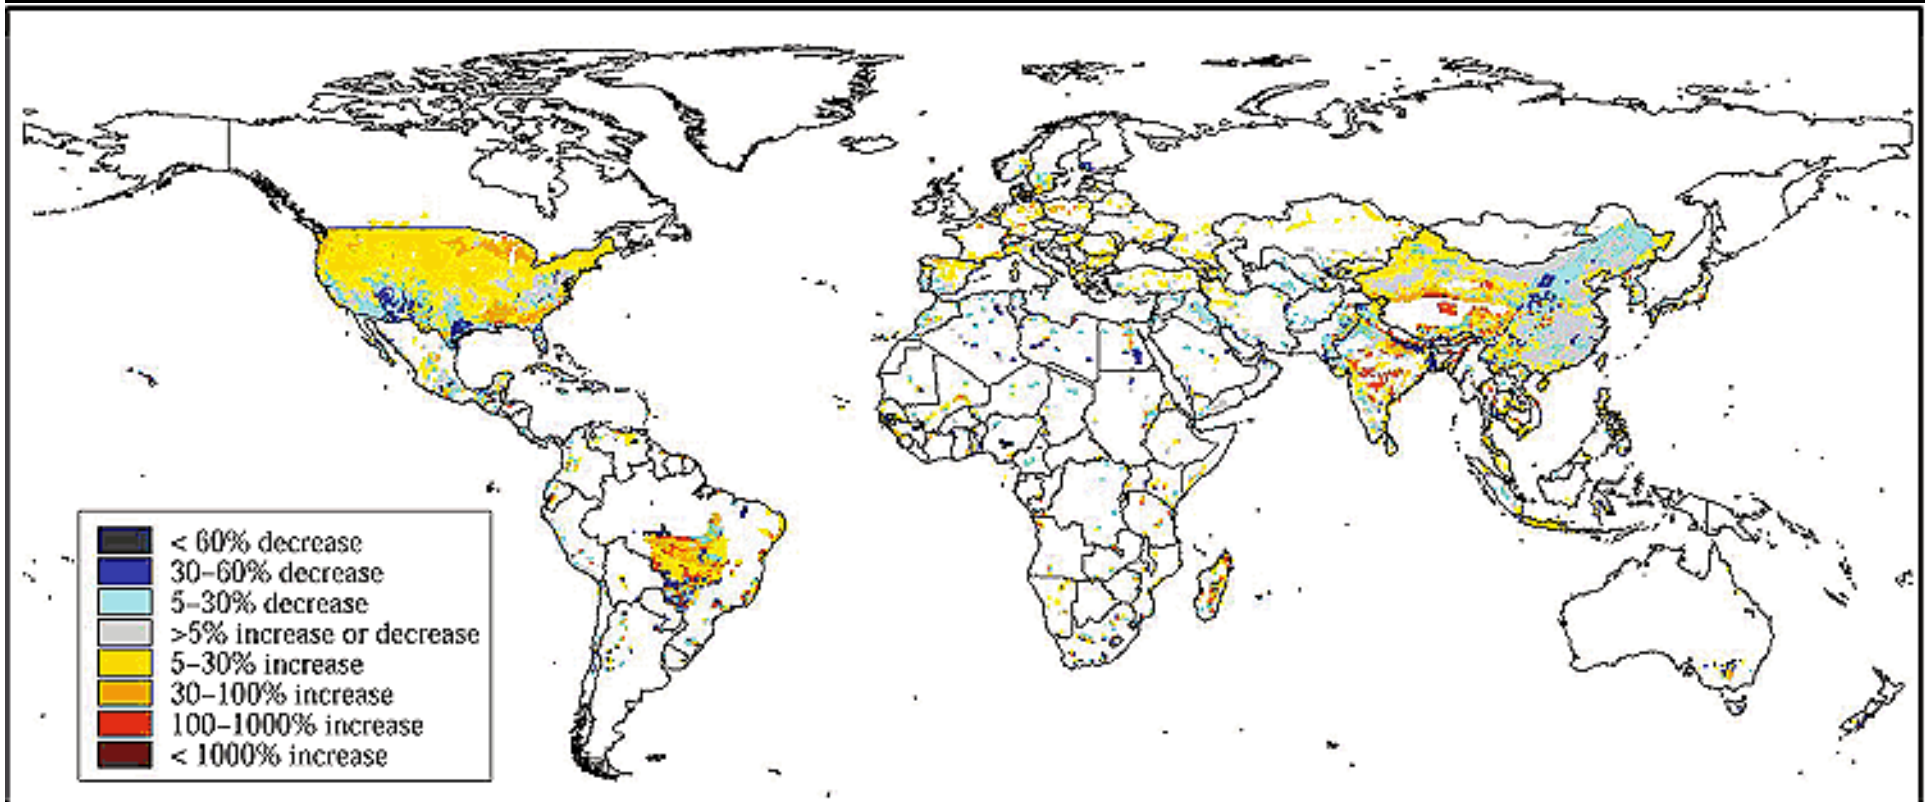 < 60% decrease
30–60% decrease
5–30% decrease
>5% increase or decrease
5–30% increase
30–100% increase
100–1000% increase
< 1000% increase